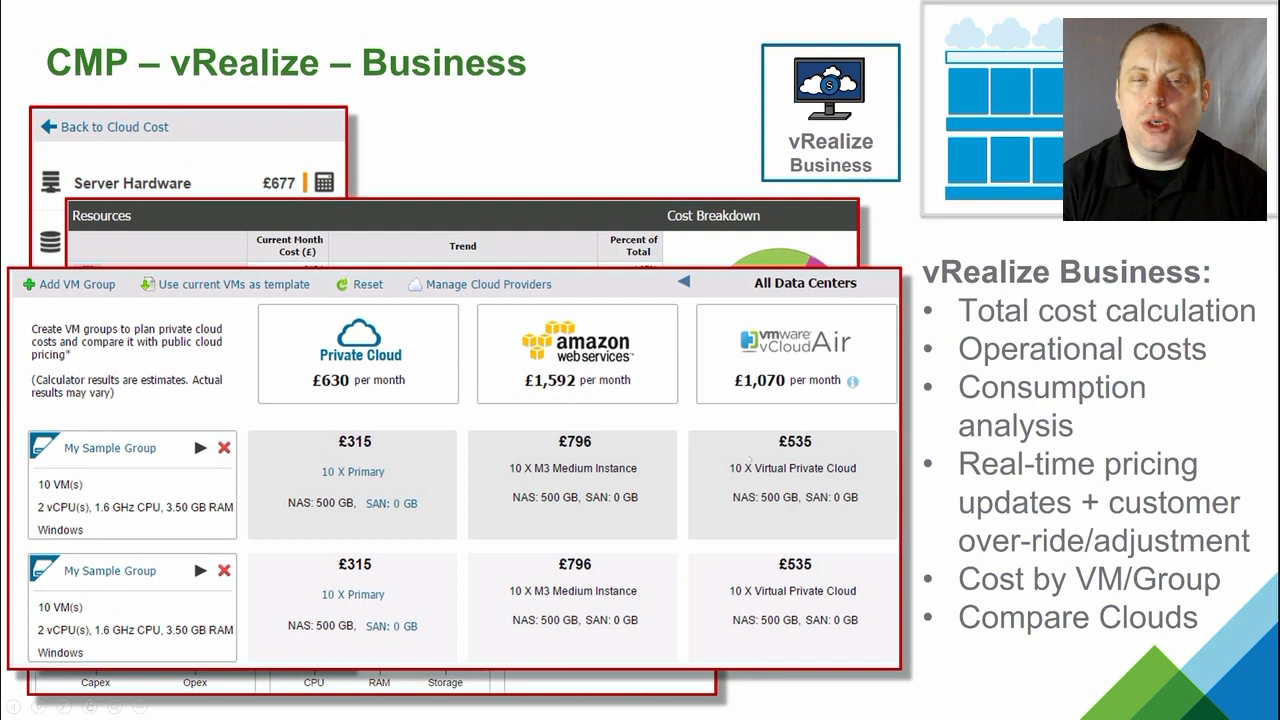 CMP – vRealize – Business
vRealize
Business
Back to Cloud Cost
Server Hardware £677
Resources Cost Breakdown
Current Month
Cost (£)
Trend
Percent of
Total
Add VM Group Use current VMs as template Reset Manage Cloud Providers All Data Centers
Create VM groups to plan private cloud
costs and compare it with public cloud
pricing*
(Calculator results are estimates. Actual
results may vary)
Private Cloud
£630 per month
amazon
web services™
£1,592 per month
vmware
vCloud Air
£1,070 per month
My Sample Group
10 VM(s)
2 vCPU(s), 1.6 GHz CPU, 3.50 GB RAM
Windows
£315
10 X Primary
NAS: 500 GB, SAN: 0 GB
£796
10 X M3 Medium Instance
NAS: 500 GB, SAN: 0 GB
£535
10 X Virtual Private Cloud
NAS: 500 GB, SAN: 0 GB
My Sample Group
10 VM(s)
2 vCPU(s), 1.6 GHz CPU, 3.50 GB RAM
Windows
£315
10 X Primary
NAS: 500 GB, SAN: 0 GB
£796
10 X M3 Medium Instance
NAS: 500 GB, SAN: 0 GB
£535
10 X Virtual Private Cloud
NAS: 500 GB, SAN: 0 GB
Capex Opex CPU RAM Storage
vRealize Business:
• Total cost calculation
• Operational costs
• Consumption
analysis
• Real-time pricing
updates + customer
over-ride/adjustment
• Cost by VM/Group
• Compare Clouds